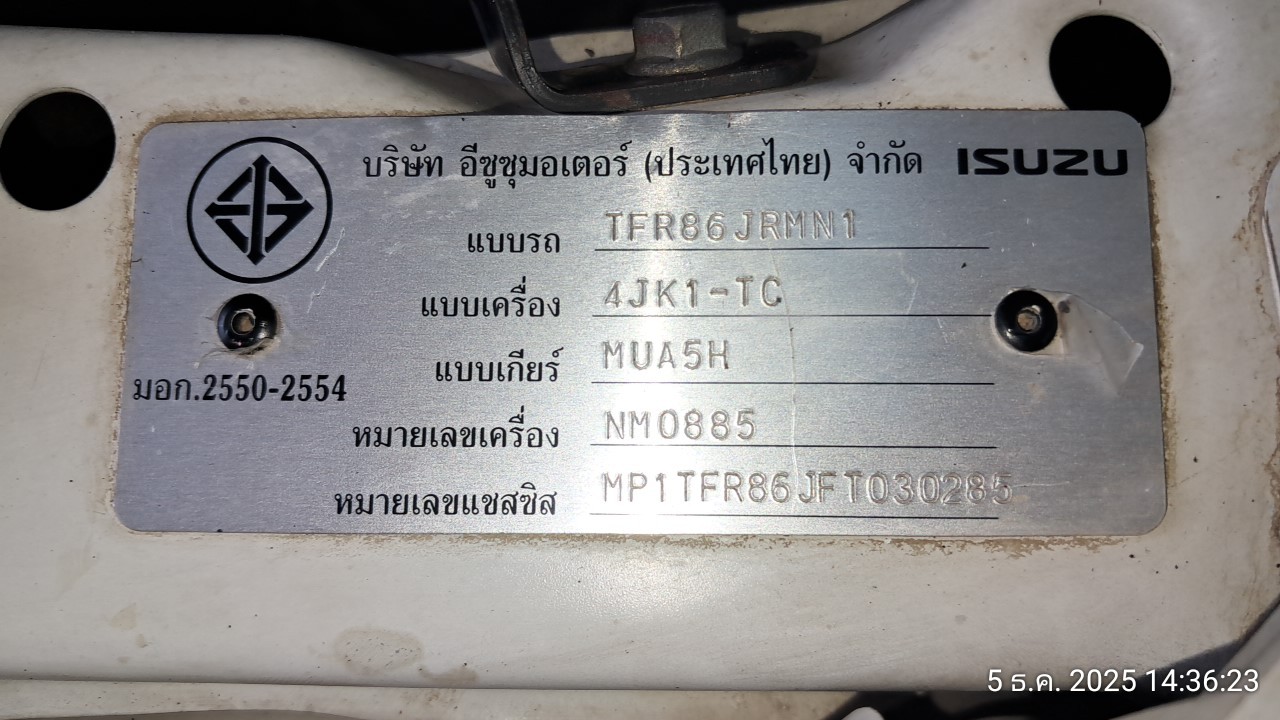 บริษัท อีซูซุมอเตอร์ (ประเทศไทย) จำกัด ISUZU
แบบรถ TFR86JRMN1
แบบเครื่อง 4JK1-TC
แบบเกียร์ MUA5H
มอก.2550-2554
หมายเลขเครื่อง NM0885
หมายเลขแชสซิส MP1TFR86JFT030285
5 ธ.ค. 2025 14:36:23